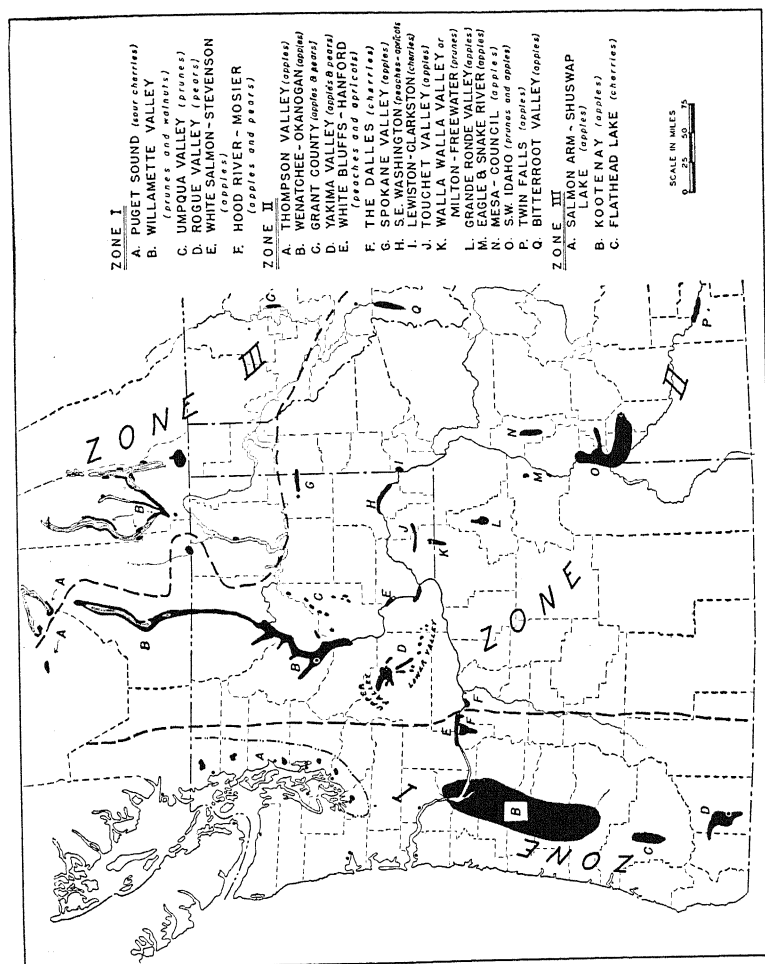 ZONE I
A. PUGET SOUND (sour cherries)
B. WILLAMETTE VALLEY
(prunes and walnuts)
C. UMPQUA VALLEY (prunes)
D. ROGUE VALLEY (pears)
E. WHITE SALMON-STEVENSON
(apples)
F. HOOD RIVER-MOSIER
(apples and pears)
ZONE II
A. THOMPSON VALLEY (apples)
B. WENATCHEE-OKANOGAN (apples)
C. GRANT COUNTY (apples & pears)
D. YAKIMA VALLEY (apples & pears)
E. WHITE BLUFFS-HANFORD
(peaches and apricots)
F. THE DALLES (cherries)
G. SPOKANE VALLEY (apples)
H. S.E. WASHINGTON (peaches-apricots)
I. LEWISTON-CLARKSTON (cherries)
J. TOUCHET VALLEY (apples)
K. WALLA WALLA VALLEY or
MILTON-FREEWATER (prunes)
L. GRANDE RONDE VALLEY (apples)
M. EAGLE & SNAKE RIVER (apples)
N. MESA-COUNCIL (apples)
O. S.W. IDAHO (prunes and apples)
P. TWIN FALLS (apples)
Q. BITTERROOT VALLEY (apples)
ZONE III
A. SALMON ARM - SHUSWAP
LAKE (apples)
B. KOOTENAY (apples)
C. FLATHEAD LAKE (cherries)
SCALE IN MILES
0 25 50 75
ZONE III
C
Q
A
A
B
B
G
B
C
H
I
N
J
K
M
O
L
E
D
UPPER VALLEY
LOWER VALLEY
ZONE II
P
A
E
F
F
ZONE I
B
C
D